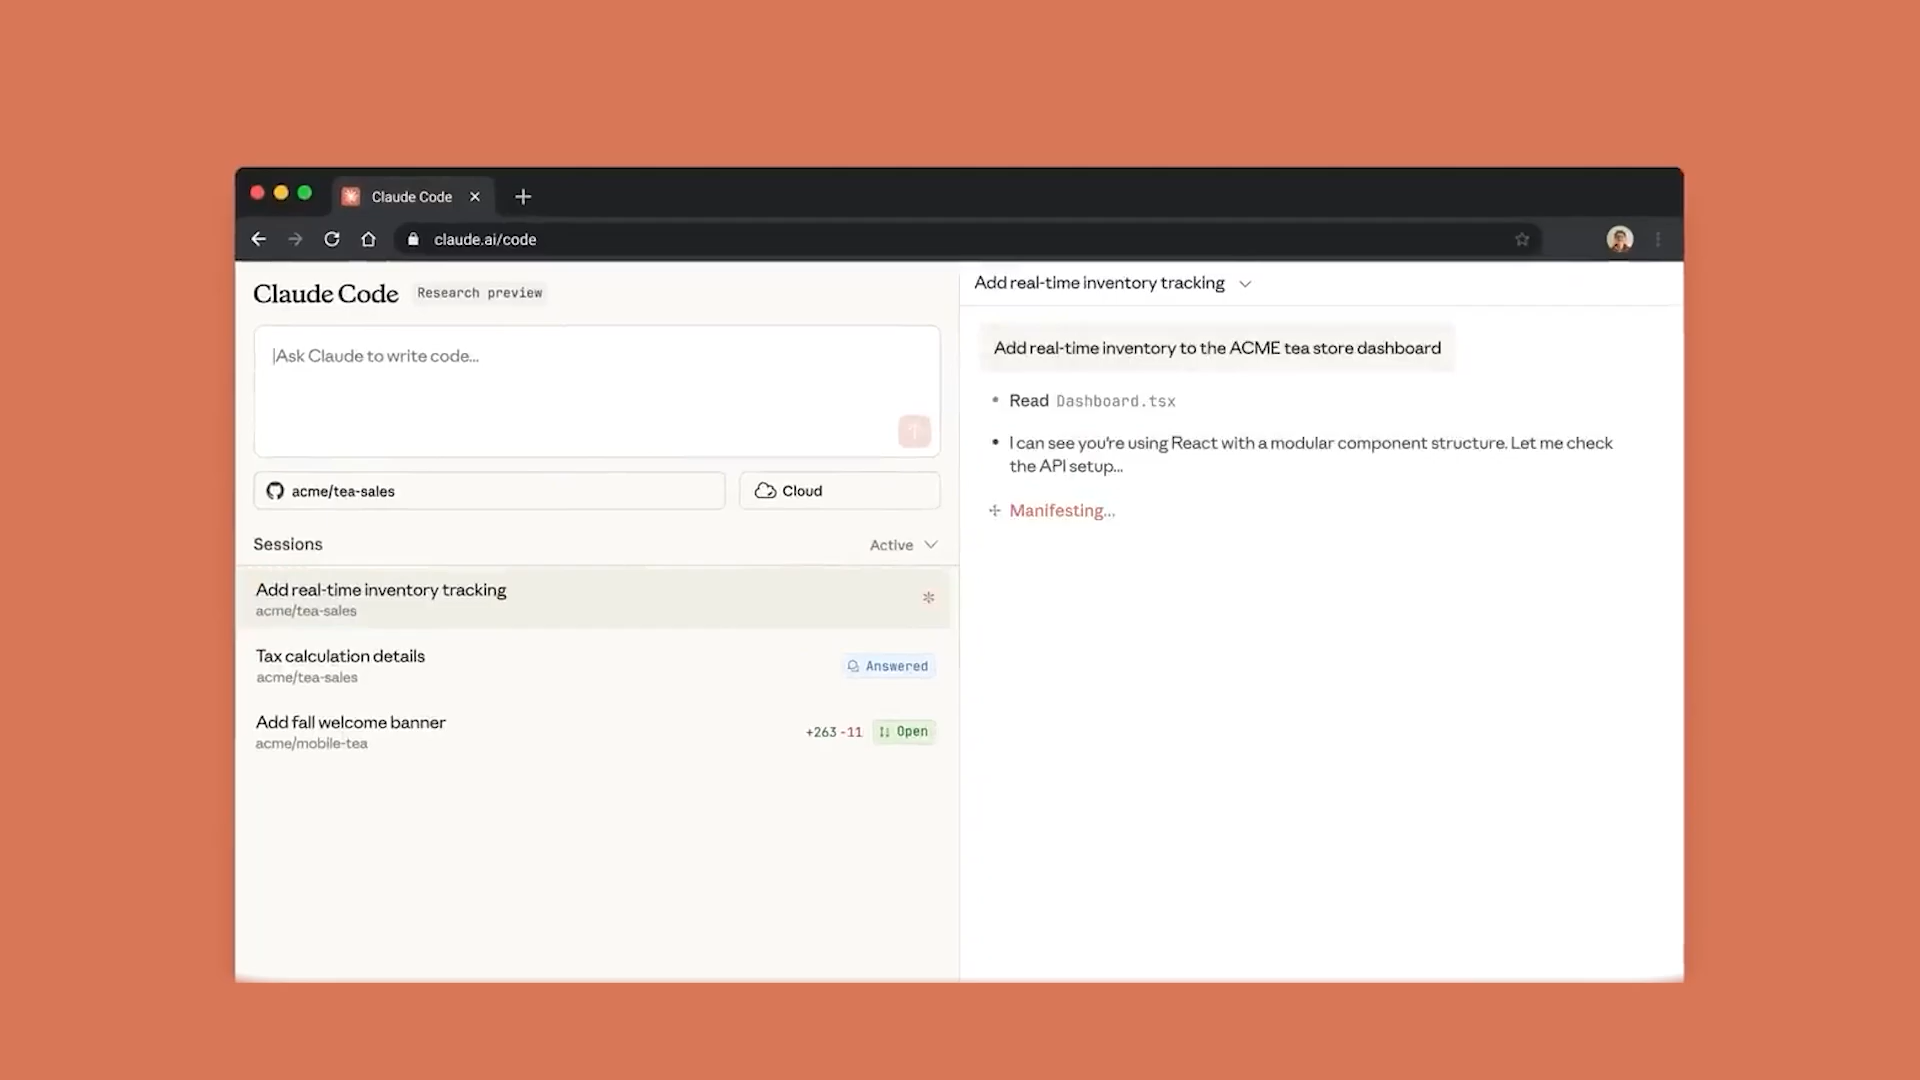 Claude Code
claude.ai/code
Claude Code Research preview
Ask Claude to write code...
acme/tea-sales
Cloud
Sessions
Active
Add real-time inventory tracking
acme/tea-sales
Tax calculation details
acme/tea-sales
Answered
Add fall welcome banner
acme/mobile-tea
+263 -11 Open
Add real-time inventory tracking
Add real-time inventory to the ACME tea store dashboard
Read Dashboard.tsx
I can see you're using React with a modular component structure. Let me check
the API setup...
Manifesting...